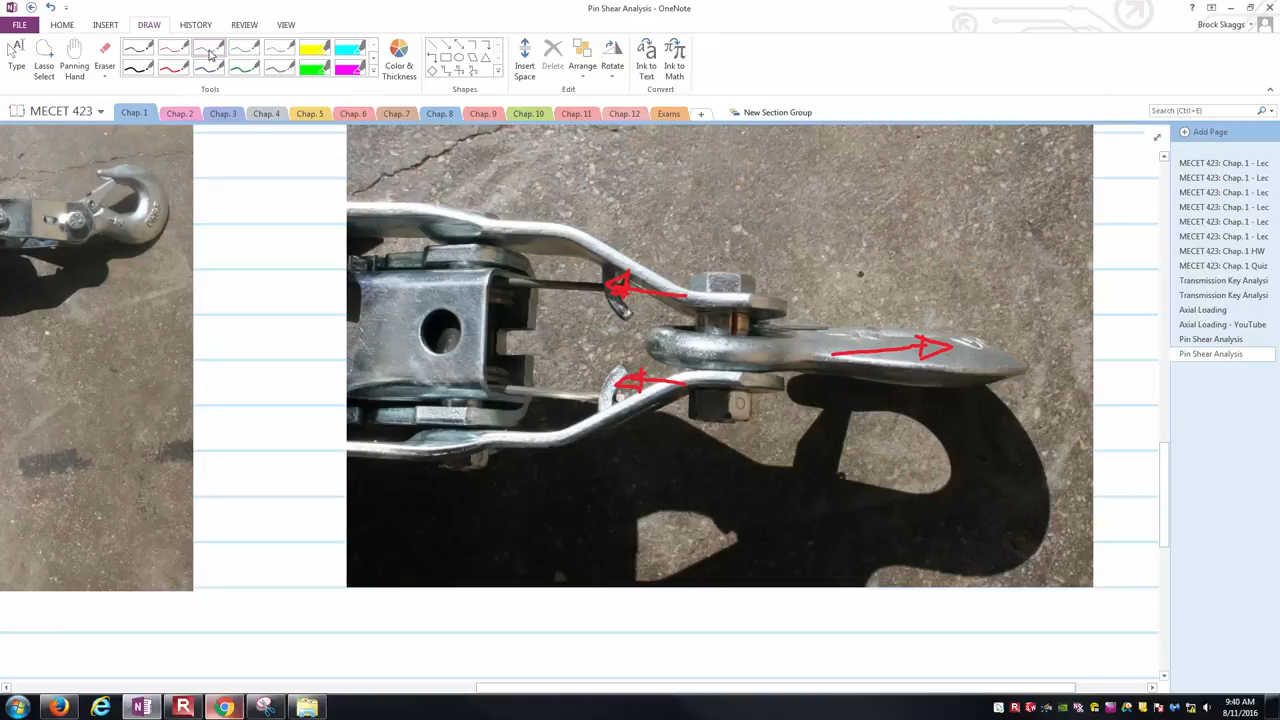 Pin Shear Analysis - OneNote
FILE HOME INSERT DRAW HISTORY REVIEW VIEW
Brock Skaggs
Type
Lasso Select
Panning Hand
Eraser
Color & Thickness
Insert Space
Delete
Arrange
Rotate
Ink to Text
Ink to Math
Tools Shapes Edit Convert
MECET 423
Chap. 1 Chap. 2 Chap. 3 Chap. 4 Chap. 5 Chap. 6 Chap. 7 Chap. 8 Chap. 9 Chap. 10 Chap. 11 Chap. 12 Exams New Section Group
Search (Ctrl+E)
Add Page
MECET 423: Chap. 1 - Lec
MECET 423: Chap. 1 - Lec
MECET 423: Chap. 1 - Lec
MECET 423: Chap. 1 - Lec
MECET 423: Chap. 1 - Lec
MECET 423: Chap. 1 - Lec
MECET 423: Chap. 1 HW
MECET 423: Chap. 1 Quiz
Transmission Key Analysi
Transmission Key Analysi
Axial Loading
Axial Loading - YouTube
Pin Shear Analysis
Pin Shear Analysis
9:40 AM
8/11/2016